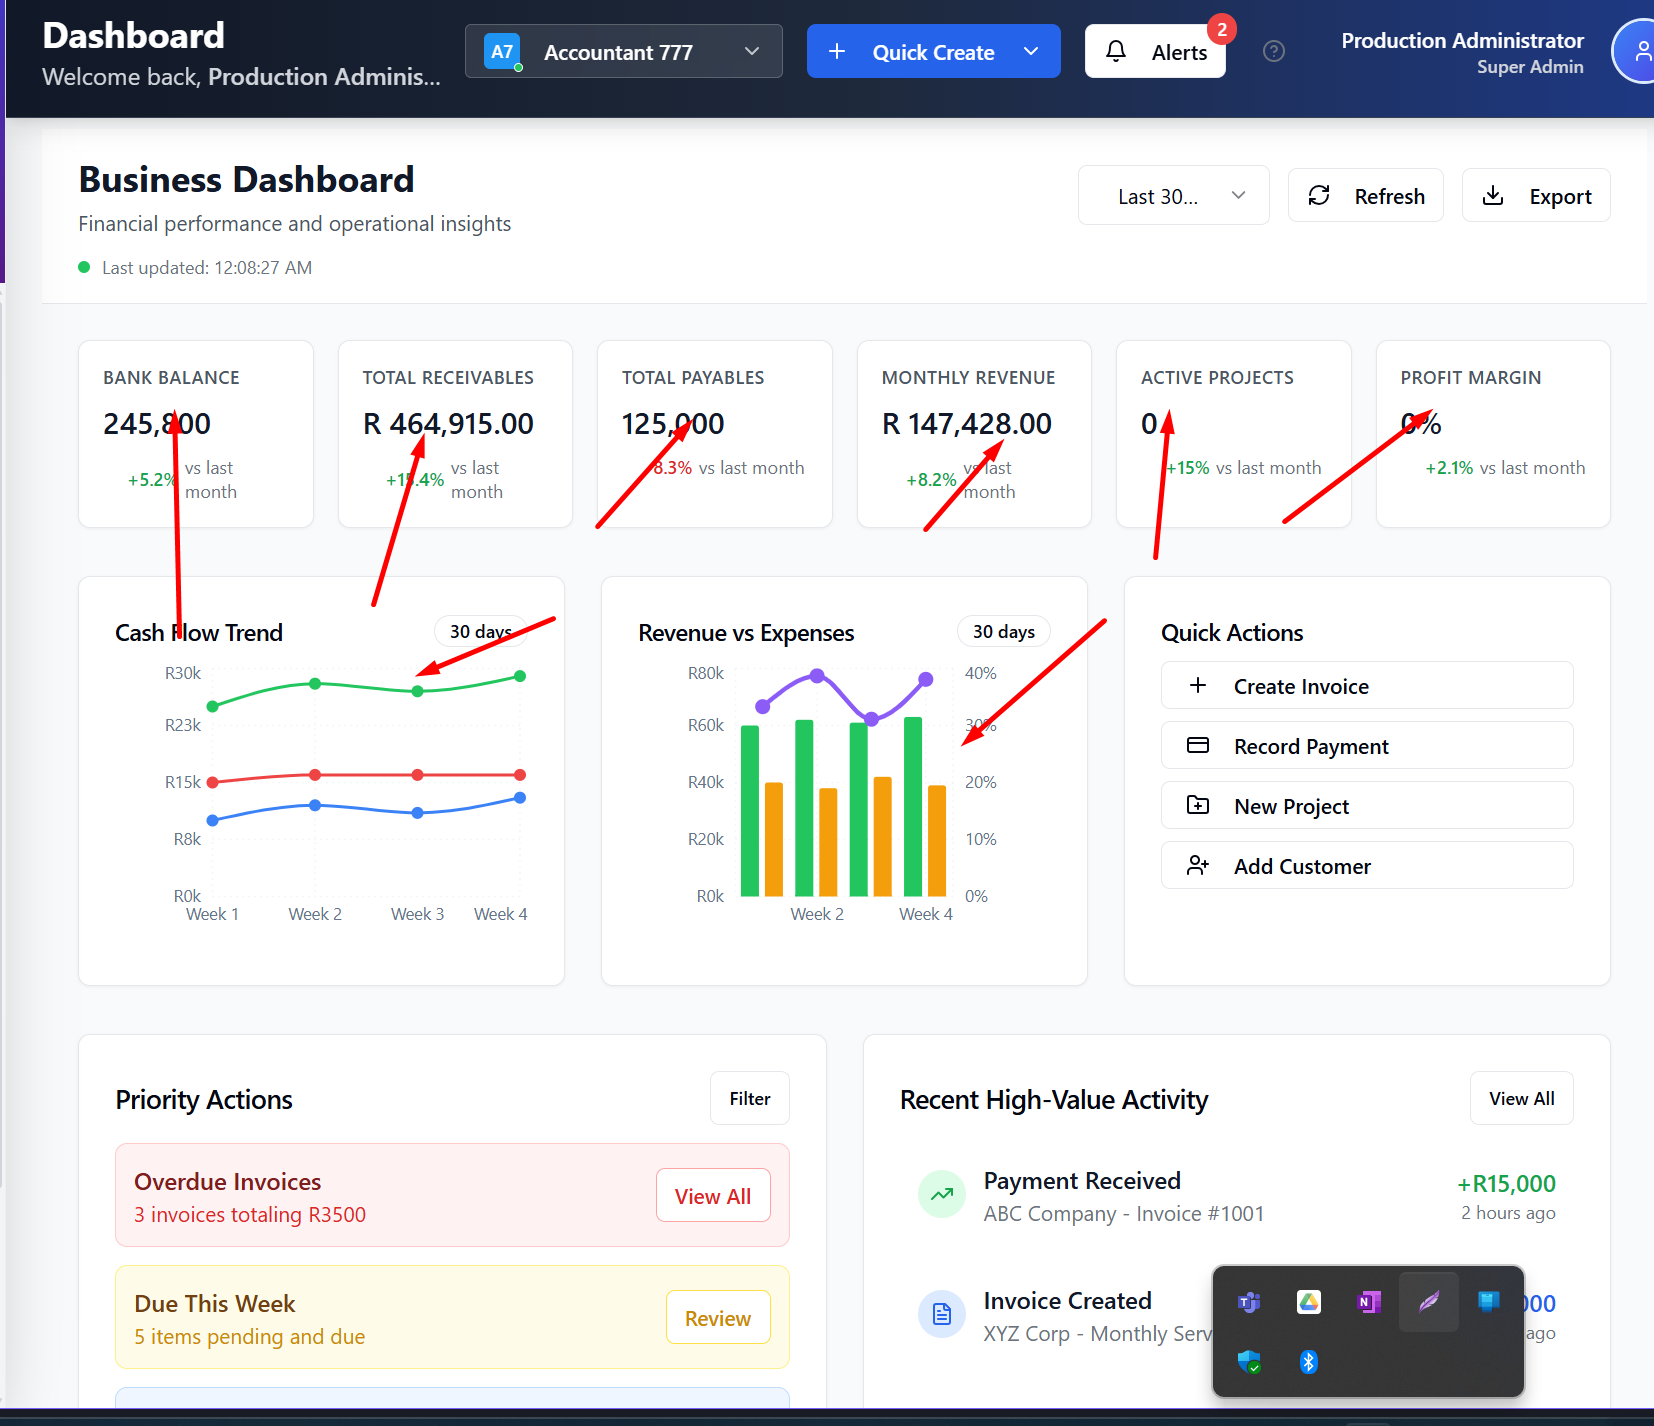 Dashboard
Welcome back, Production Adminis...
A7 Accountant 777
Quick Create
Alerts
2
Production Administrator
Super Admin
Business Dashboard
Financial performance and operational insights
Last updated: 12:08:27 AM
Last 30...
Refresh
Export
BANK BALANCE
245,800
+5.2% vs last
month
TOTAL RECEIVABLES
R 464,915.00
+15.4% vs last
month
TOTAL PAYABLES
125,000
8.3% vs last month
MONTHLY REVENUE
R 147,428.00
+8.2% vs last
month
ACTIVE PROJECTS
0
+15% vs last month
PROFIT MARGIN
0%
+2.1% vs last month
Cash Flow Trend
30 days
R30k
R23k
R15k
R8k
R0k
Week 1 Week 2 Week 3 Week 4
Revenue vs Expenses
30 days
R80k
R60k
R40k
R20k
R0k
40%
30%
20%
10%
0%
Week 2 Week 4
Quick Actions
Create Invoice
Record Payment
New Project
Add Customer
Priority Actions
Filter
Overdue Invoices
3 invoices totaling R3500
View All
Due This Week
5 items pending and due
Review
Recent High-Value Activity
View All
Payment Received
ABC Company - Invoice #1001
+R15,000
2 hours ago
Invoice Created
XYZ Corp - Monthly Serv
000
ago